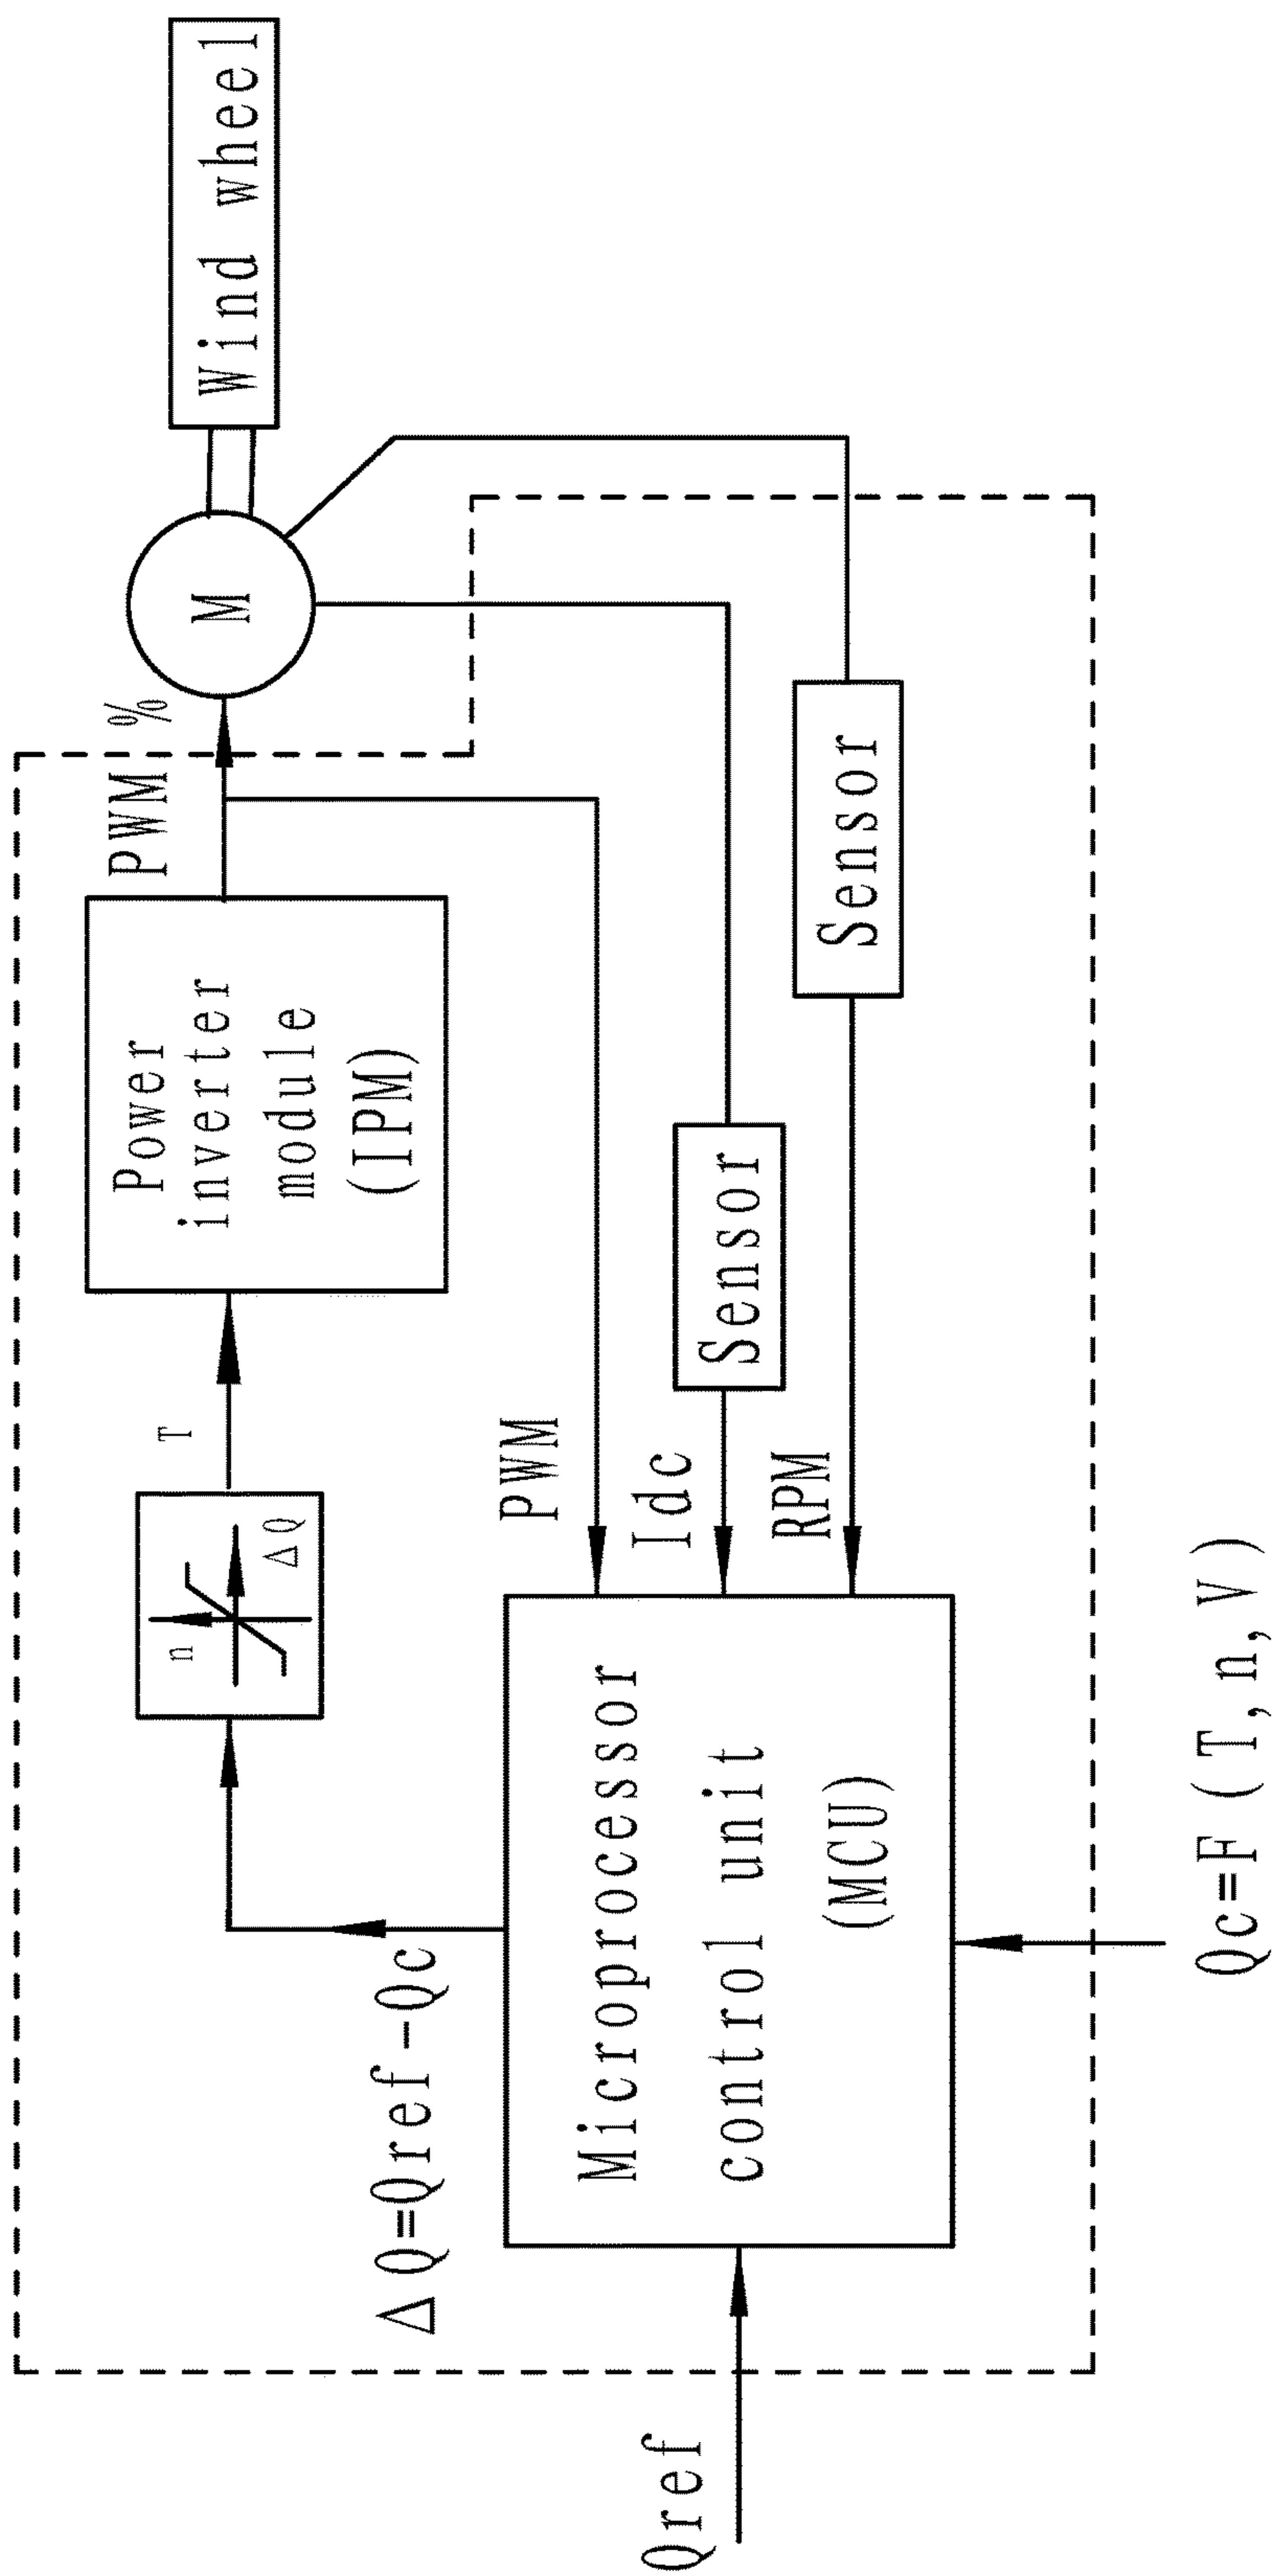 Wind wheel
M
PWM %
Power
inverter
module
(IPM)
T
n
ΔQ
PWM
Idc
RPM
Sensor
Sensor
ΔQ=Qref-Qc
Microprocessor
control unit
(MCU)
Qref
Qc=F (T, n, V)